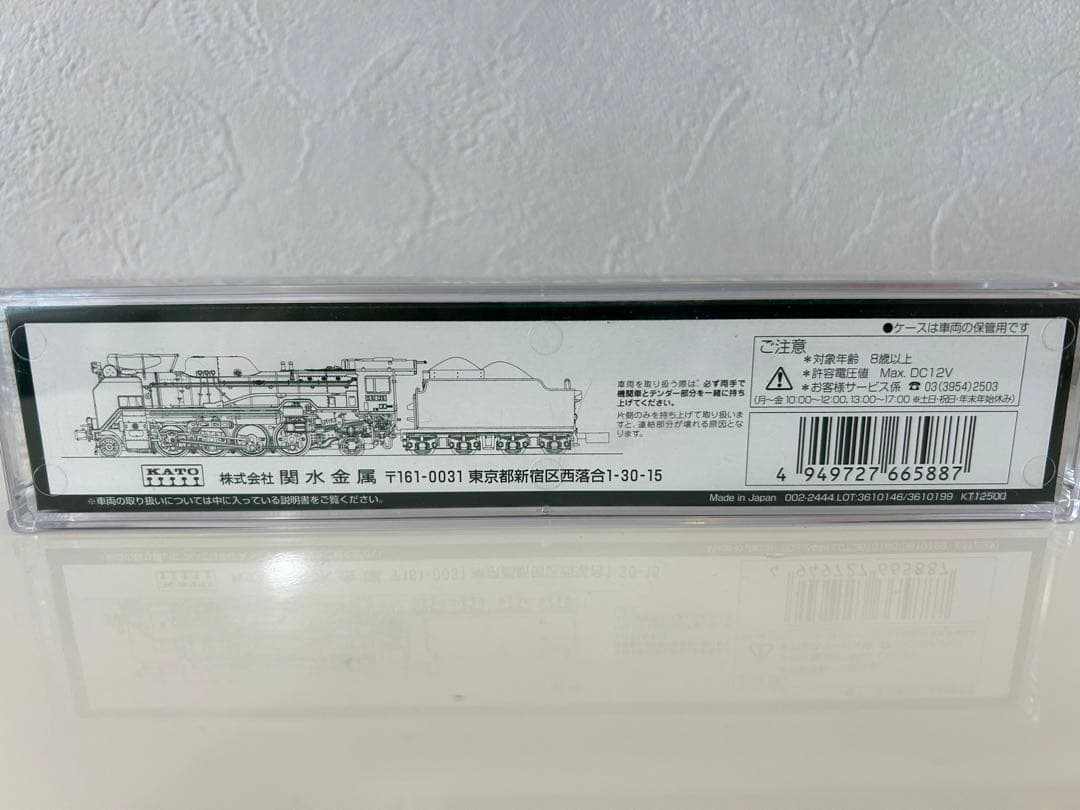 ●ケースは車両の保管用です
ご注意
＊対象年齢 8歳以上
＊許容電圧値 Max. DC12V
＊お客様サービス係 ☎ 03(3954)2503
(月～金 10:00～12:00, 13:00～17:00 ※土日・祝日・年末年始休み)
車両を取り扱う際は、必ず両手で
機関車とテンダー部分を一緒に持ち
上げてください。
片側のみを持ち上げて取り扱いま
すと、連結部分が壊れる原因とな
ります。
4 949727 665887
KATO
株式会社 関水金属 〒161-0031 東京都新宿区西落合1-30-15
※車両の取り扱いについては中に入っている説明書をご覧ください。
Made in Japan 002-2444 LOT:3610146/3610199 KT1250